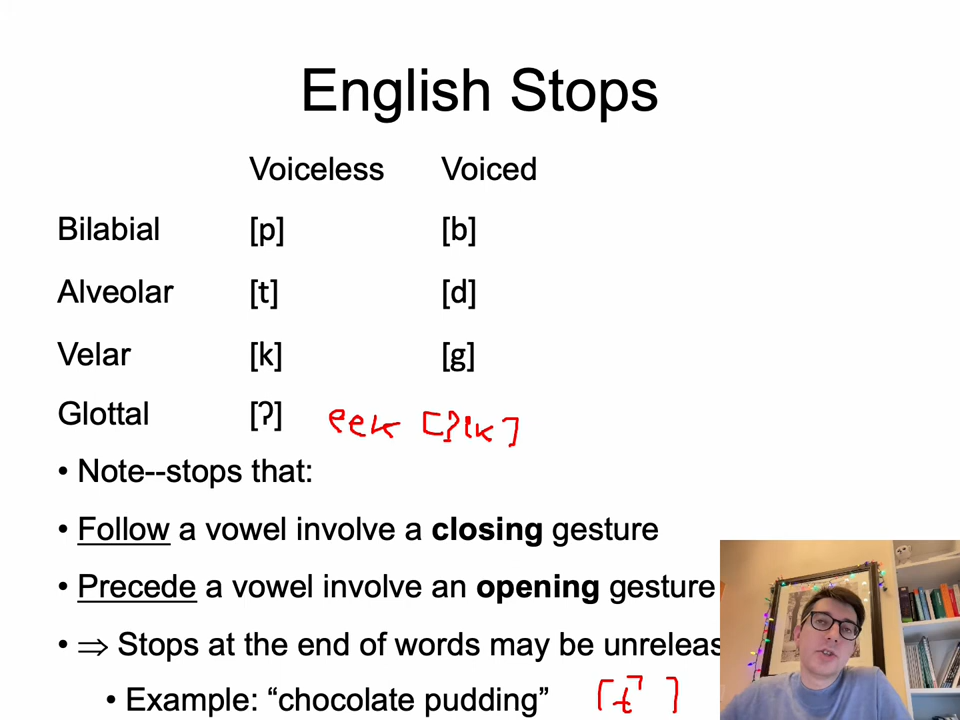 English Stops
Voiceless Voiced
Bilabial [p] [b]
Alveolar [t] [d]
Velar [k] [g]
Glottal [ʔ] eek [ʔik]
• Note--stops that:
• Follow a vowel involve a closing gesture
• Precede a vowel involve an opening gesture
• ⇒ Stops at the end of words may be unreleas
• Example: “chocolate pudding” [t̚]